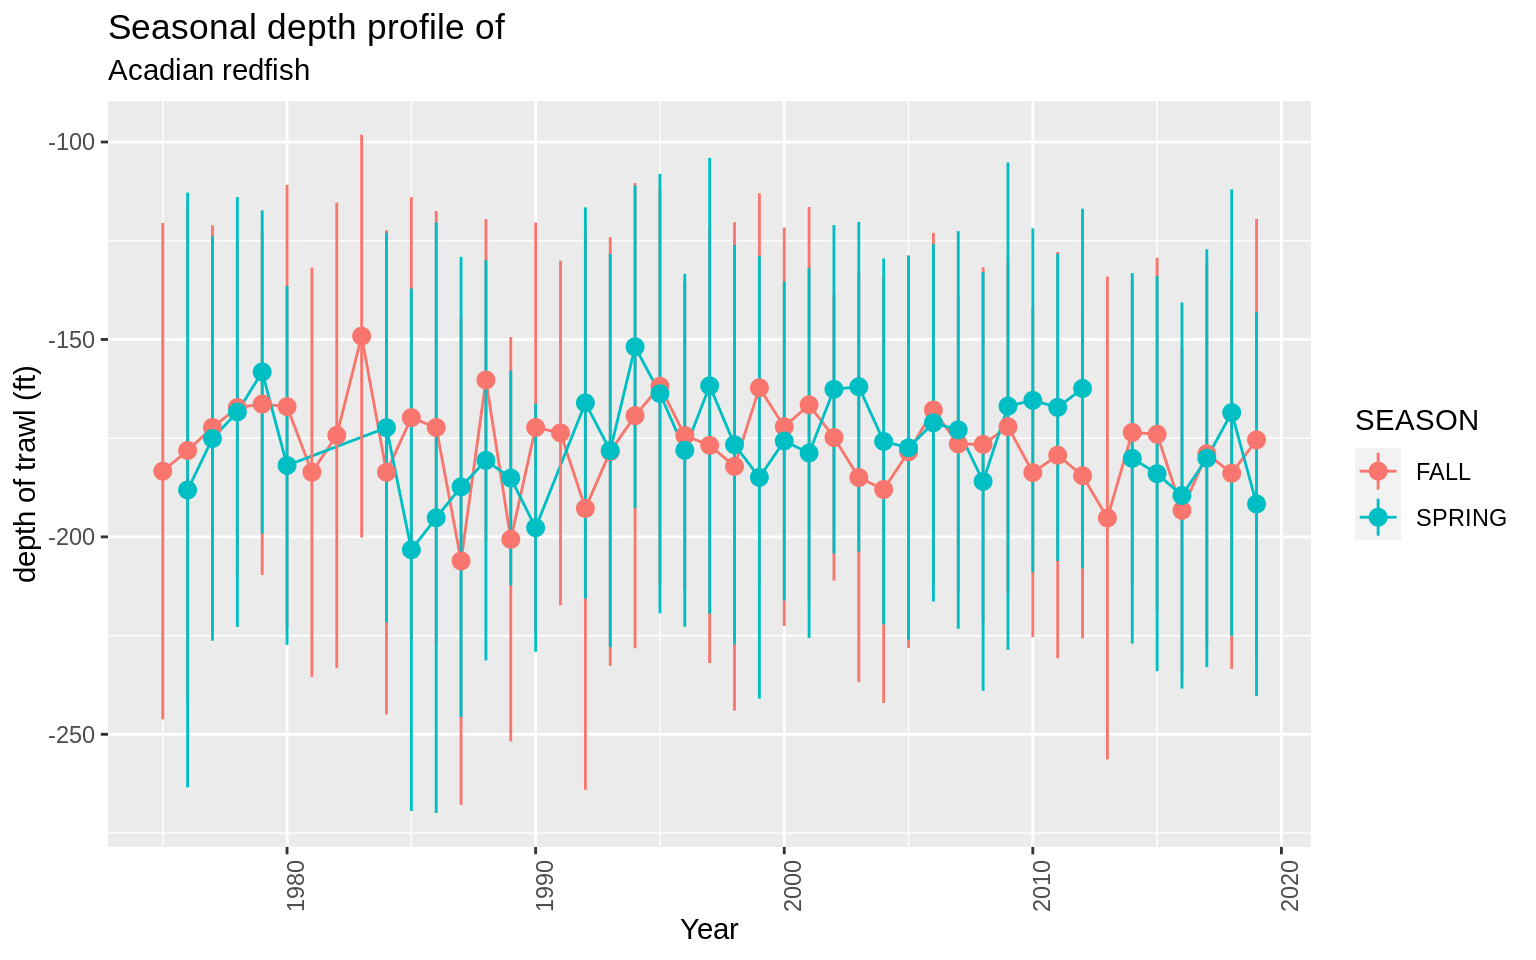 Seasonal depth profile of
Acadian redfish
depth of trawl (ft)
-100
-150
-200
-250
1980
1990
2000
2010
2020
Year
SEASON
FALL
SPRING